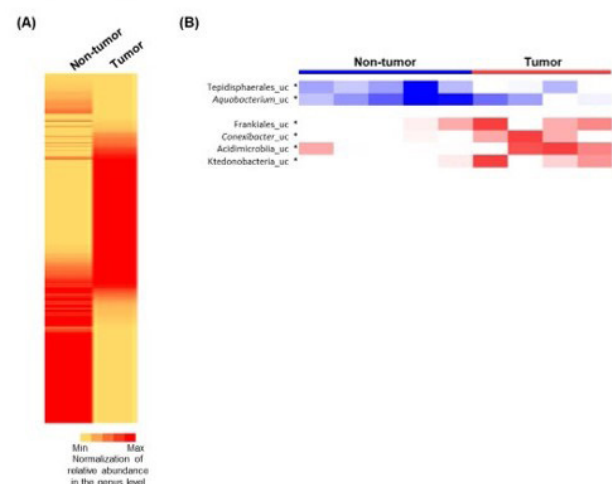 (A)
Non-tumor
Tumor
Min Max
Normalization of
relative abundance
in the genus level
(B)
Non-tumor Tumor
Tepidisphaerales_uc *
Aquabacterium_uc *
Frankiales_uc *
Conexibacter_uc *
Acidimicrobiia_uc *
Ktedonobacteria_uc *